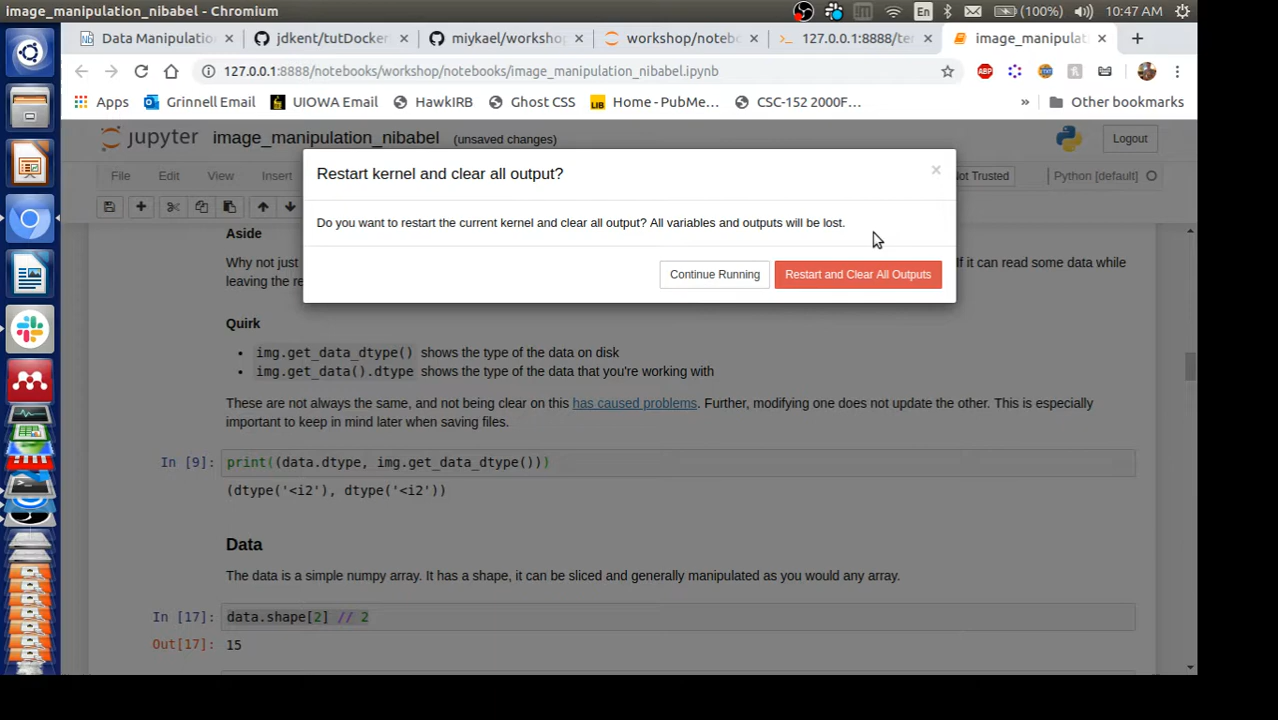 image_manipulation_nibabel - Chromium
En
(100%)
10:47 AM
Data Manipulatio
jdkent/tutDocker
miykael/workshop
workshop/noteb
127.0.0.1:8888/ter
image_manipulati
127.0.0.1:8888/notebooks/workshop/notebooks/image_manipulation_nibabel.ipynb
Apps
Grinnell Email
UIOWA Email
HawkIRB
Ghost CSS
Home - PubMe...
CSC-152 2000F...
»
Other bookmarks
jupyter
image_manipulation_nibabel
(unsaved changes)
Logout
File
Edit
View
Insert
Not Trusted
Python [default]
Restart kernel and clear all output?
×
Do you want to restart the current kernel and clear all output? All variables and outputs will be lost.
Continue Running
Restart and Clear All Outputs
Aside
Why not just
If it can read some data while
leaving the re
Quirk
• img.get_data_dtype() shows the type of the data on disk
• img.get_data().dtype shows the type of the data that you're working with
These are not always the same, and not being clear on this has caused problems. Further, modifying one does not update the other. This is especially
important to keep in mind later when saving files.
In [9]: print((data.dtype, img.get_data_dtype()))
(dtype('<i2'), dtype('<i2'))
Data
The data is a simple numpy array. It has a shape, it can be sliced and generally manipulated as you would any array.
In [17]: data.shape[2] // 2
Out[17]: 15